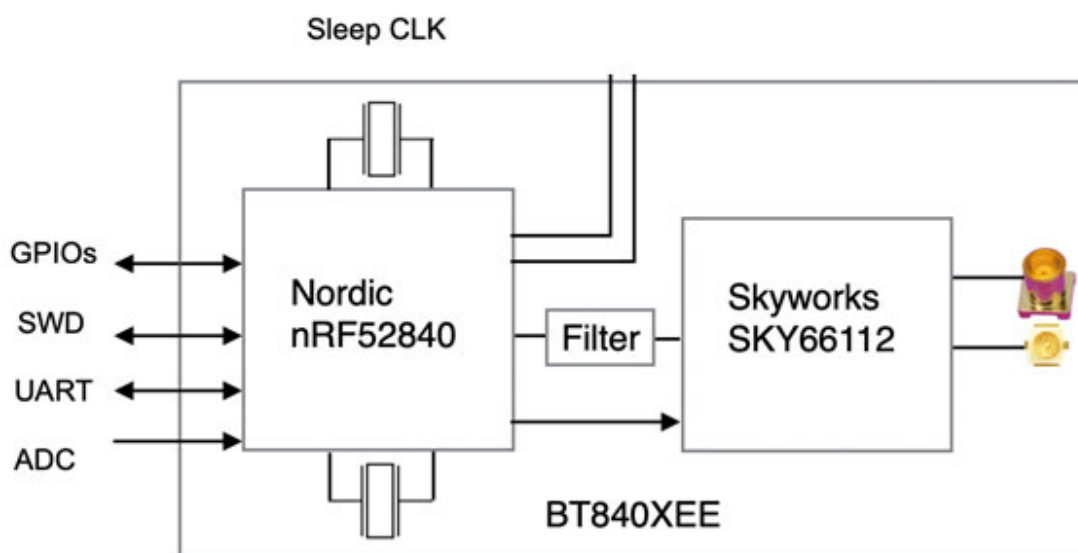 Sleep CLK
GPIOs
SWD
UART
ADC
Nordic
nRF52840
Filter
Skyworks
SKY66112
BT840XEE